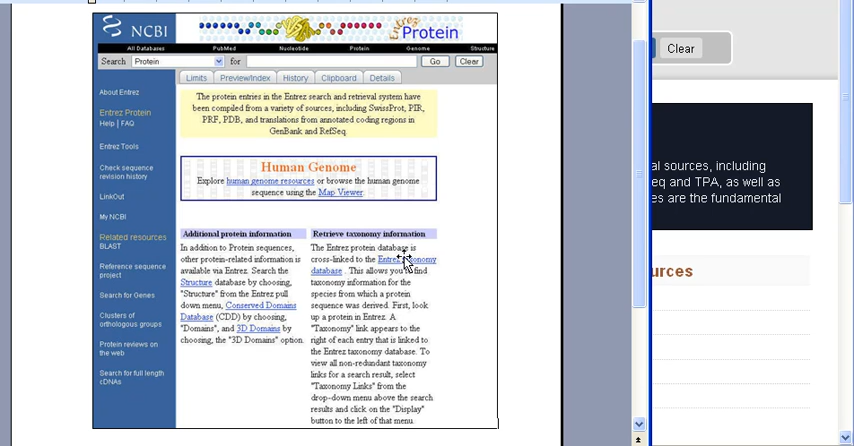 NCBI
Entrez
Protein
All Databases PubMed Nucleotide Protein Genome Structure
Search Protein for Go Clear
Limits Preview/Index History Clipboard Details
About Entrez
Entrez Protein
Help | FAQ
Entrez Tools
Check sequence
revision history
LinkOut
My NCBI
Related resources
BLAST
Reference sequence
project
Search for Genes
Clusters of
orthologous groups
Protein reviews on
the web
Search for full length
cDNAs
The protein entries in the Entrez search and retrieval system have
been compiled from a variety of sources, including SwissProt, PIR,
PRF, PDB, and translations from annotated coding regions in
GenBank and RefSeq.
Human Genome
Explore human genome resources or browse the human genome
sequence using the Map Viewer.
Additional protein information
In addition to Protein sequences,
other protein-related information is
available via Entrez. Search the
Structure database by choosing,
"Structure" from the Entrez pull
down menu, Conserved Domains
Database (CDD) by choosing,
"Domains", and 3D Domains by
choosing, the "3D Domains" option.
Retrieve taxonomy information
The Entrez protein database is
cross-linked to the Entrez taxonomy
database . This allows you to find
taxonomy information for the
species from which a protein
sequence was derived. First, look
up a protein in Entrez. A
"Taxonomy" link appears to the
right of each entry that is linked to
the Entrez taxonomy database. To
view all non-redundant taxonomy
links for a search result, select
"Taxonomy Links" from the
drop-down menu above the search
results and click on the "Display"
button to the left of that menu.
Clear
al sources, including
eq and TPA, as well as
es are the fundamental
urces